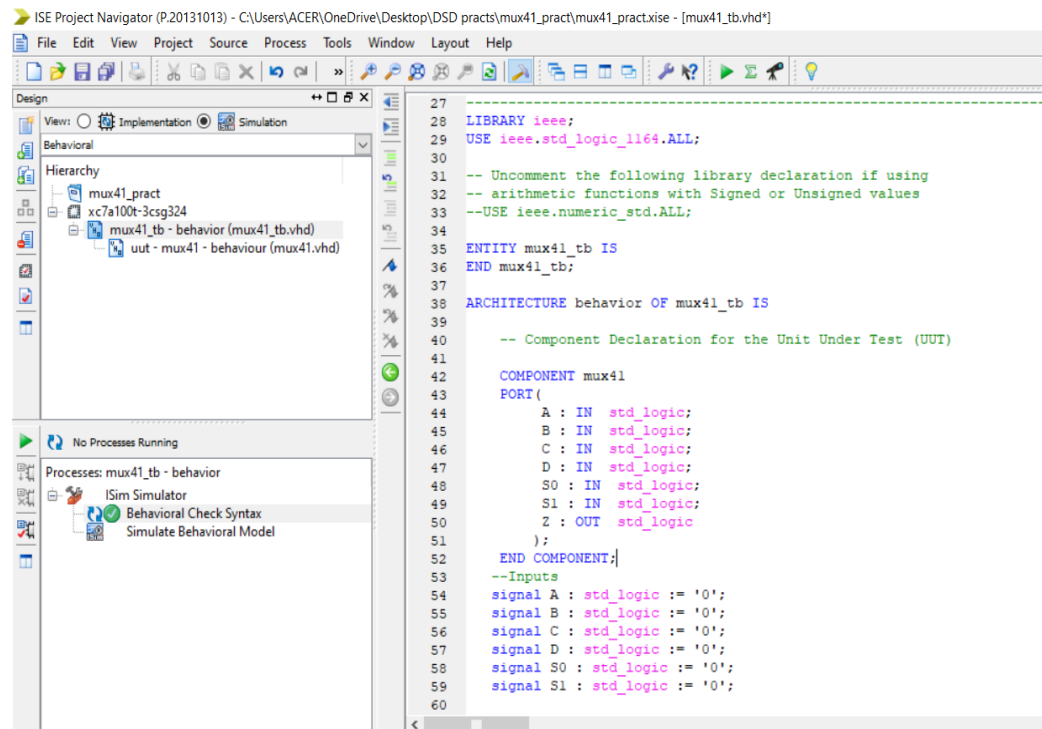 ISE Project Navigator (P.20131013) - C:\Users\ACER\OneDrive\Desktop\DSD practs\mux41_pract\mux41_pract.xise - [mux41_tb.vhd*]
File Edit View Project Source Process Tools Window Layout Help
Design
View: Implementation Simulation
Behavioral
Hierarchy
mux41_pract
xc7a100t-3csg324
mux41_tb - behavior (mux41_tb.vhd)
uut - mux41 - behaviour (mux41.vhd)
No Processes Running
Processes: mux41_tb - behavior
ISim Simulator
Behavioral Check Syntax
Simulate Behavioral Model
27 --------------------------------------------------------------------------------
28 LIBRARY ieee;
29 USE ieee.std_logic_1164.ALL;
30
31 -- Uncomment the following library declaration if using
32 -- arithmetic functions with Signed or Unsigned values
33 --USE ieee.numeric_std.ALL;
34
35 ENTITY mux41_tb IS
36 END mux41_tb;
37
38 ARCHITECTURE behavior OF mux41_tb IS
39
40 -- Component Declaration for the Unit Under Test (UUT)
41
42 COMPONENT mux41
43 PORT(
44 A : IN std_logic;
45 B : IN std_logic;
46 C : IN std_logic;
47 D : IN std_logic;
48 S0 : IN std_logic;
49 S1 : IN std_logic;
50 Z : OUT std_logic
51 );
52 END COMPONENT;
53 --Inputs
54 signal A : std_logic := '0';
55 signal B : std_logic := '0';
56 signal C : std_logic := '0';
57 signal D : std_logic := '0';
58 signal S0 : std_logic := '0';
59 signal S1 : std_logic := '0';
60